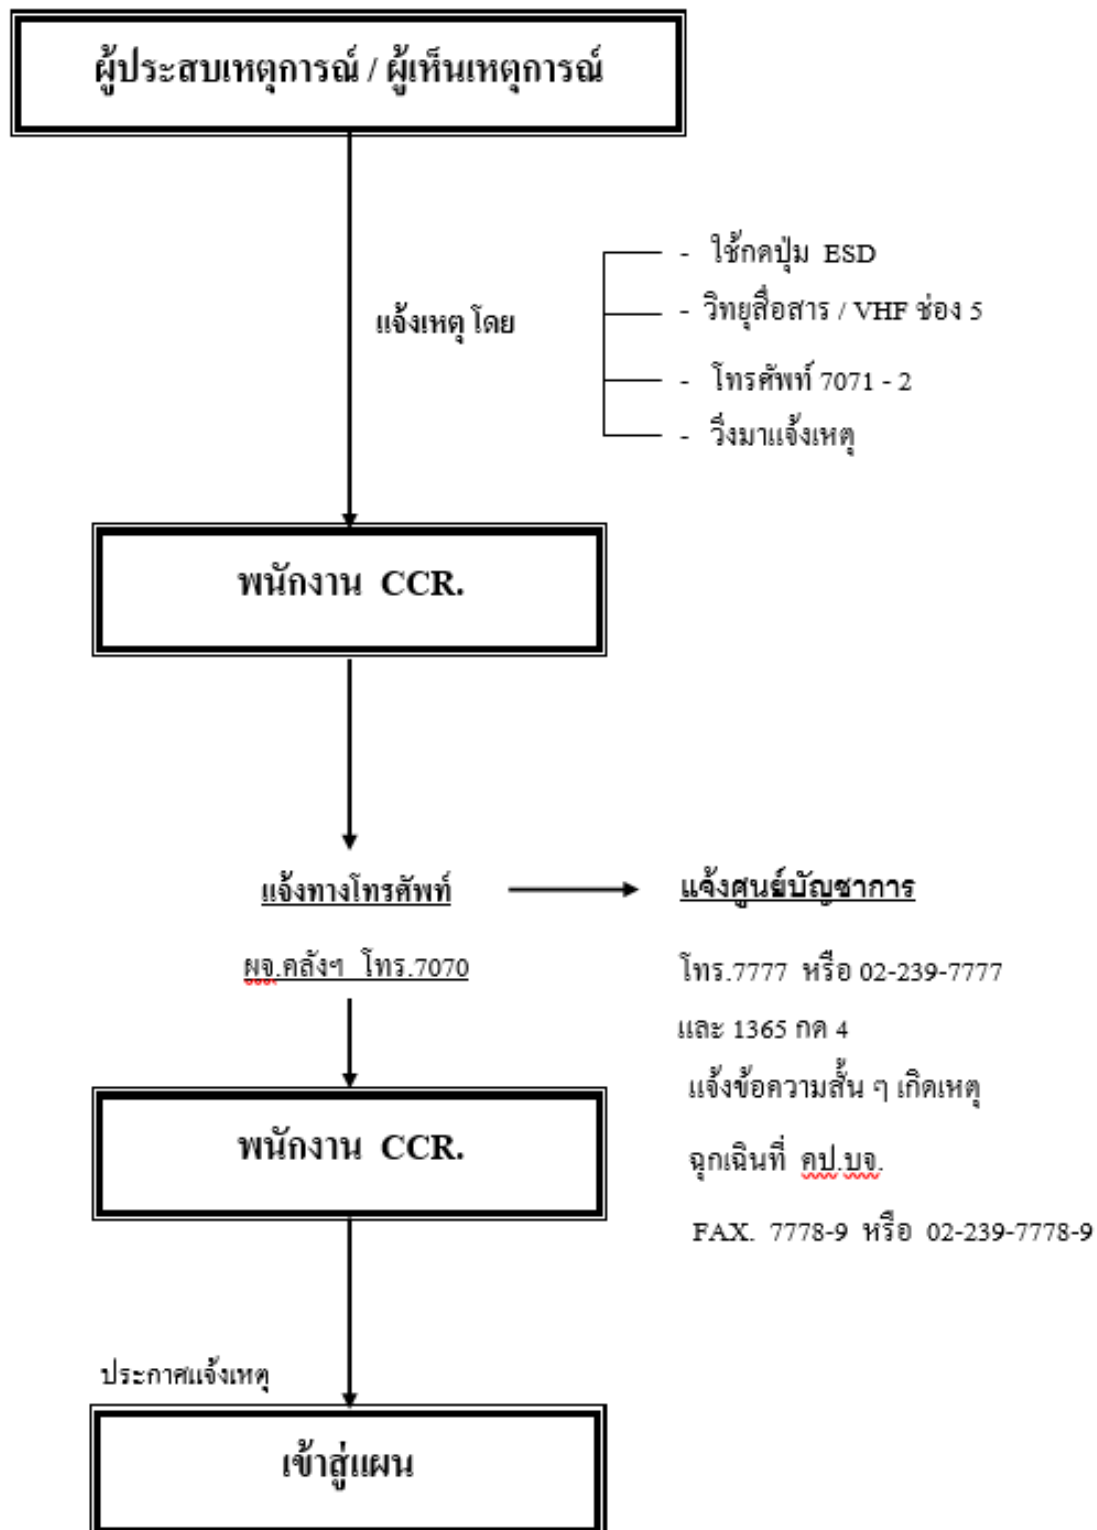 ผู้ประสบเหตุการณ์ / ผู้เห็นเหตุการณ์
แจ้งเหตุ โดย
- ใช้กดปุ่ม ESD
- วิทยุสื่อสาร / VHF ช่อง 5
- โทรศัพท์ 7071 - 2
- วิ่งมาแจ้งเหตุ
พนักงาน CCR.
แจ้งทางโทรศัพท์
ผจ.คลังฯ โทร.7070
แจ้งศูนย์บัญชาการ
โทร.7777 หรือ 02-239-7777
และ 1365 กด 4
แจ้งข้อความสั้น ๆ เกิดเหตุ
ฉุกเฉินที่ คป.บจ.
FAX. 7778-9 หรือ 02-239-7778-9
พนักงาน CCR.
ประกาศแจ้งเหตุ
เข้าสู่แผน